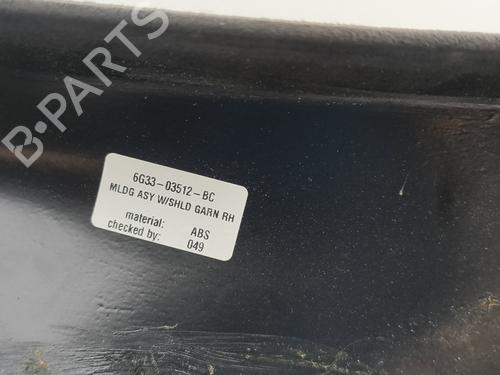 B-PARTS
6G33-03512-BC
MLDG ASY W/SHLD GARN RH
material: ABS
checked by: 049